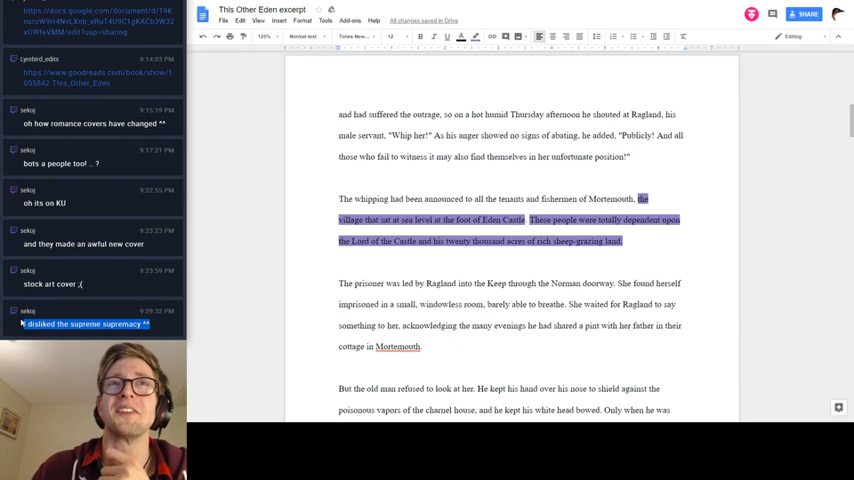 https://docs.google.com/document/d/19K
nsroW9H4NxLXnb_eRuT4U9C1gKACb3W32
xOfWeVMM/edit?usp=sharing
Lyrebird_edits 9:14:03 PM
https://www.goodreads.com/book/show/1
055842.This_Other_Eden
sekoj 9:15:19 PM
oh how romance covers have changed ^^
sekoj 9:17:21 PM
bots a people too! .. ?
sekoj 9:22:55 PM
oh its on KU
sekoj 9:23:23 PM
and they made an awful new cover
sekoj 9:23:59 PM
stock art cover ;(
sekoj 9:29:32 PM
disliked the supreme supremacy ^^
This Other Eden excerpt
File Edit View Insert Format Tools Add-ons Help All changes saved in Drive
SHARE
125% Normal text Times New... 12 B I U A Editing
and had suffered the outrage, so on a hot humid Thursday afternoon he shouted at Ragland, his
male servant, "Whip her!" As his anger showed no signs of abating, he added, "Publicly! And all
those who fail to witness it may also find themselves in her unfortunate position!"
The whipping had been announced to all the tenants and fishermen of Mortemouth, the
village that sat at sea level at the foot of Eden Castle. These people were totally dependent upon
the Lord of the Castle and his twenty thousand acres of rich sheep-grazing land.
The prisoner was led by Ragland into the Keep through the Norman doorway. She found herself
imprisoned in a small, windowless room, barely able to breathe. She waited for Ragland to say
something to her, acknowledging the many evenings he had shared a pint with her father in their
cottage in Mortemouth.
But the old man refused to look at her. He kept his hand over his nose to shield against the
poisonous vapors of the charnel house, and he kept his white head bowed. Only when he was